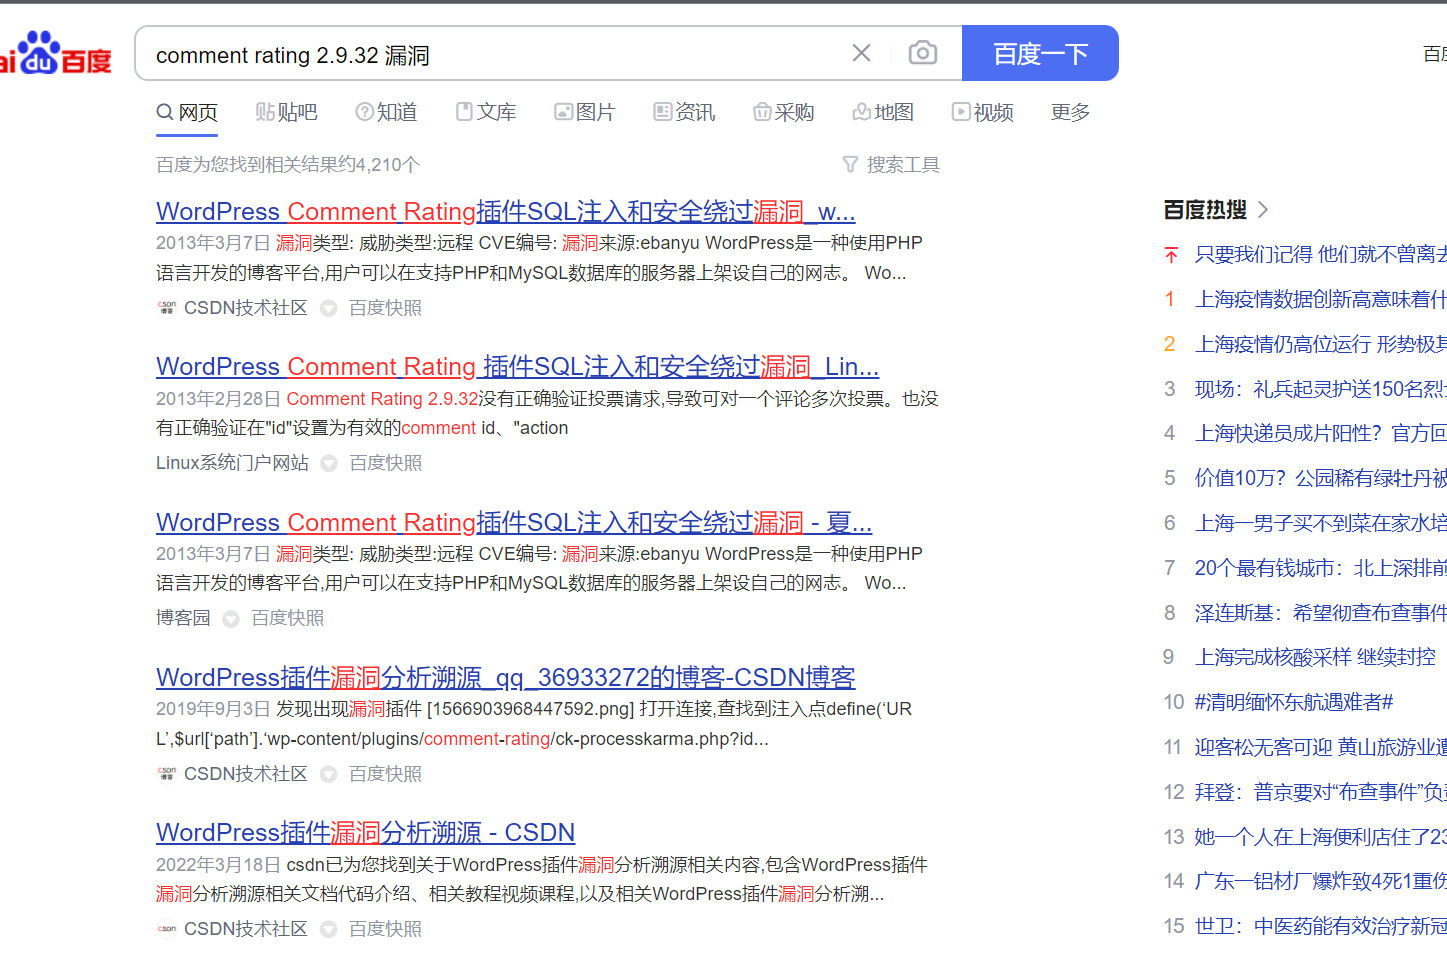 ai du 百度
comment rating 2.9.32 漏洞
百度一下
网页 贴吧 知道 文库 图片 资讯 采购 地图 视频 更多
百度为您找到相关结果约4,210个
搜索工具
WordPress Comment Rating插件SQL注入和安全绕过漏洞_w...
2013年3月7日 漏洞类型: 威胁类型:远程 CVE编号: 漏洞来源:ebanyu WordPress是一种使用PHP
语言开发的博客平台,用户可以在支持PHP和MySQL数据库的服务器上架设自己的网志。 Wo...
CSDN技术社区 百度快照
WordPress Comment Rating 插件SQL注入和安全绕过漏洞_Lin...
2013年2月28日 Comment Rating 2.9.32没有正确验证投票请求,导致可对一个评论多次投票。也没
有正确验证在"id"设置为有效的comment id、"action
Linux系统门户网站 百度快照
WordPress Comment Rating插件SQL注入和安全绕过漏洞 - 夏...
2013年3月7日 漏洞类型: 威胁类型:远程 CVE编号: 漏洞来源:ebanyu WordPress是一种使用PHP
语言开发的博客平台,用户可以在支持PHP和MySQL数据库的服务器上架设自己的网志。 Wo...
博客园 百度快照
WordPress插件漏洞分析溯源_qq_36933272的博客-CSDN博客
2019年9月3日 发现出现漏洞插件 [1566903968447592.png] 打开连接,查找到注入点define(‘UR
L’,$url[‘path’].‘wp-content/plugins/comment-rating/ck-processkarma.php?id...
CSDN技术社区 百度快照
WordPress插件漏洞分析溯源 - CSDN
2022年3月18日 csdn已为您找到关于WordPress插件漏洞分析溯源相关内容,包含WordPress插件
漏洞分析溯源相关文档代码介绍、相关教程视频课程,以及相关WordPress插件漏洞分析溯...
CSDN技术社区 百度快照
百度热搜
只要我们记得 他们就不曾离去
1 上海疫情数据创新高意味着什
2 上海疫情仍高位运行 形势极其
3 现场：礼兵起灵护送150名烈士
4 上海快递员成片阳性？官方回
5 价值10万？公园稀有绿牡丹被
6 上海一男子买不到菜在家水培
7 20个最有钱城市：北上深排前
8 泽连斯基：希望彻查布查事件
9 上海完成核酸采样 继续封控
10 #清明缅怀东航遇难者#
11 迎客松无客可迎 黄山旅游业遭
12 拜登：普京要对“布查事件”负责
13 她一个人在上海便利店住了23
14 广东一铝材厂爆炸致4死1重伤
15 世卫：中医药能有效治疗新冠